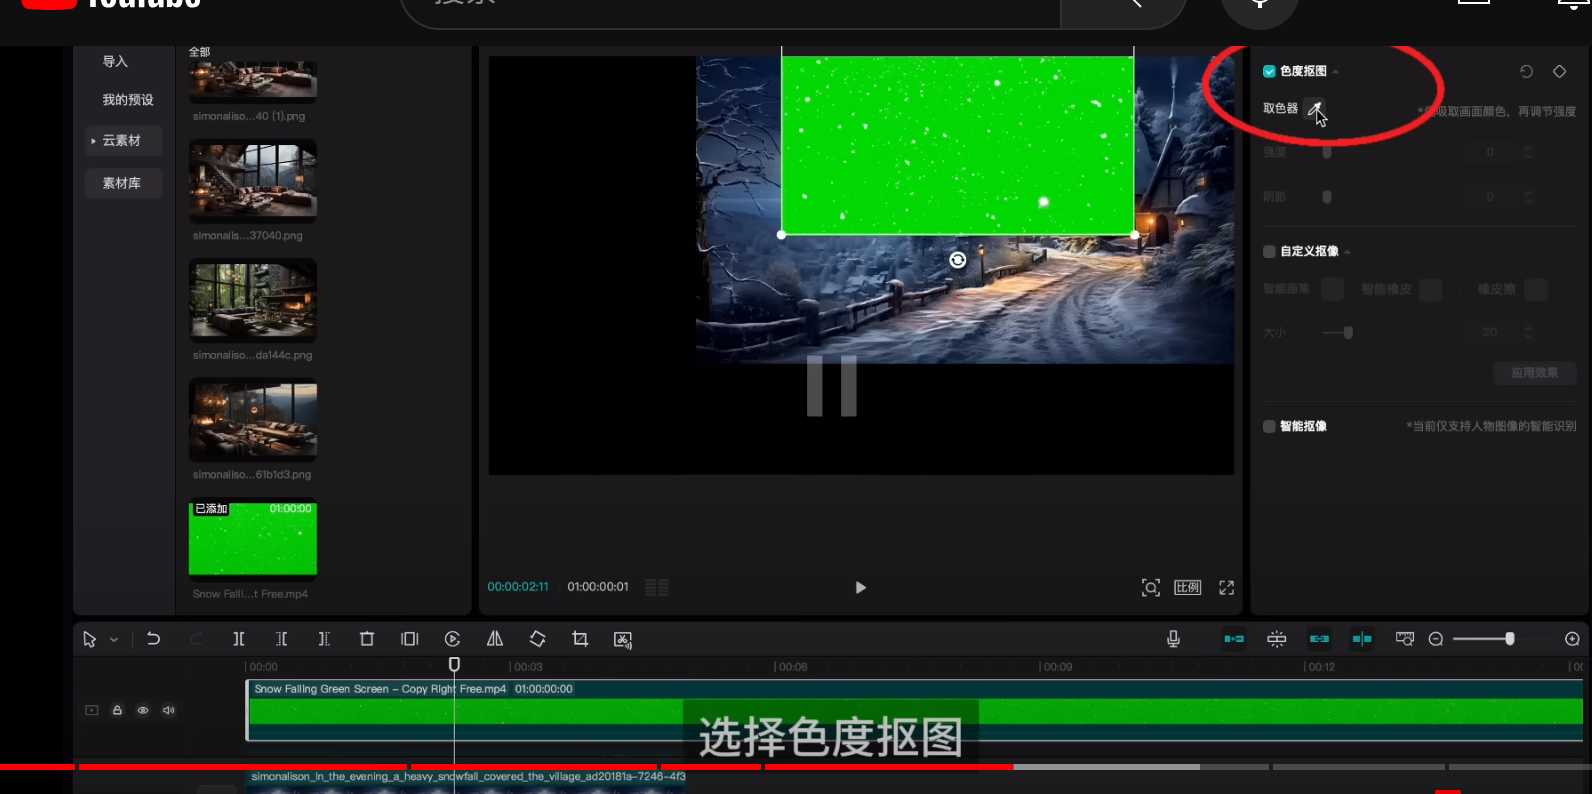 YouTube
搜索
导入
我的预设
云素材
素材库
全部
simonaliso...40 (1).png
simonalis...37040.png
simonaliso...da144c.png
simonaliso...61b1d3.png
已添加 01:00:00
Snow Falli...t Free.mp4
00:00:02:11 01:00:00:01
比例
色度抠图
取色器
吸取画面颜色，再调节强度
强度 0
阴影 0
自定义抠像
智能画笔 智能橡皮 橡皮擦
大小 20
应用效果
智能抠像 *当前仅支持人物图像的智能识别
00:00 00:03 00:06 00:09 00:12
Snow Falling Green Screen - Copy Right Free.mp4 01:00:00:00
选择色度抠图
simonalison_In_the_evening_a_heavy_snowfall_covered_the_village_ad20181a-7246-4f3